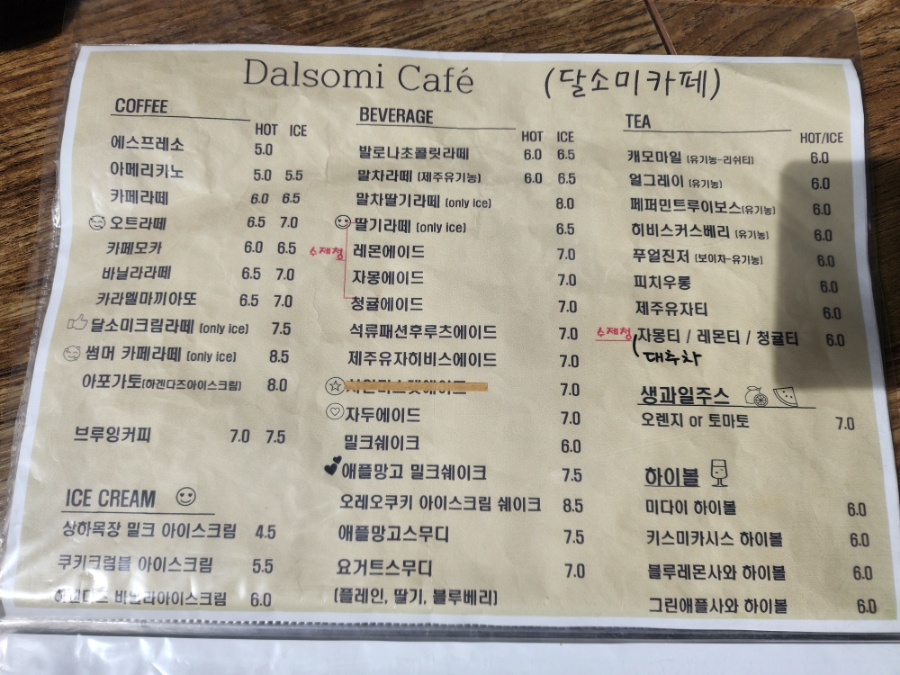 Dalsomi Café (달소미카페)
COFFEE
HOT ICE
에스프레소 5.0
아메리카노 5.0 5.5
카페라떼 6.0 6.5
오트라떼 6.5 7.0
카페모카 6.0 6.5
바닐라라떼 6.5 7.0
카라멜마끼아또 6.5 7.0
달소미크림라떼 (only ice) 7.5
썸머 카페라떼 (only ice) 8.5
아포가토(하겐다즈아이스크림) 8.0
브루잉커피 7.0 7.5
ICE CREAM
상하목장 밀크 아이스크림 4.5
쿠키크럼블 아이스크림 5.5
하겐다즈 바닐라아이스크림 6.0
BEVERAGE
HOT ICE
발로나초콜릿라떼 6.0 6.5
말차라떼 (제주유기농) 6.0 6.5
말차딸기라떼 (only ice) 8.0
딸기라떼 (only ice) 6.5
수제청
레몬에이드 7.0
자몽에이드 7.0
청귤에이드 7.0
석류패션후루츠에이드 7.0
제주유자히비스에이드 7.0
7.0
자두에이드 7.0
밀크쉐이크 6.0
애플망고 밀크쉐이크 7.5
오레오쿠키 아이스크림 쉐이크 8.5
애플망고스무디 7.5
요거트스무디 7.0
(플레인, 딸기, 블루베리)
TEA
HOT/ICE
캐모마일 (유기농-리쉬티) 6.0
얼그레이 (유기농) 6.0
페퍼민트루이보스(유기농) 6.0
히비스커스베리 (유기농) 6.0
푸얼진저 (보이차-유기농) 6.0
피치우롱 6.0
제주유자티 6.0
수제청 자몽티 / 레몬티 / 청귤티 6.0
대추차
생과일주스
오렌지 or 토마토 7.0
하이볼
미다이 하이볼 6.0
키스미카시스 하이볼 6.0
블루레몬사와 하이볼 6.0
그린애플사와 하이볼 6.0